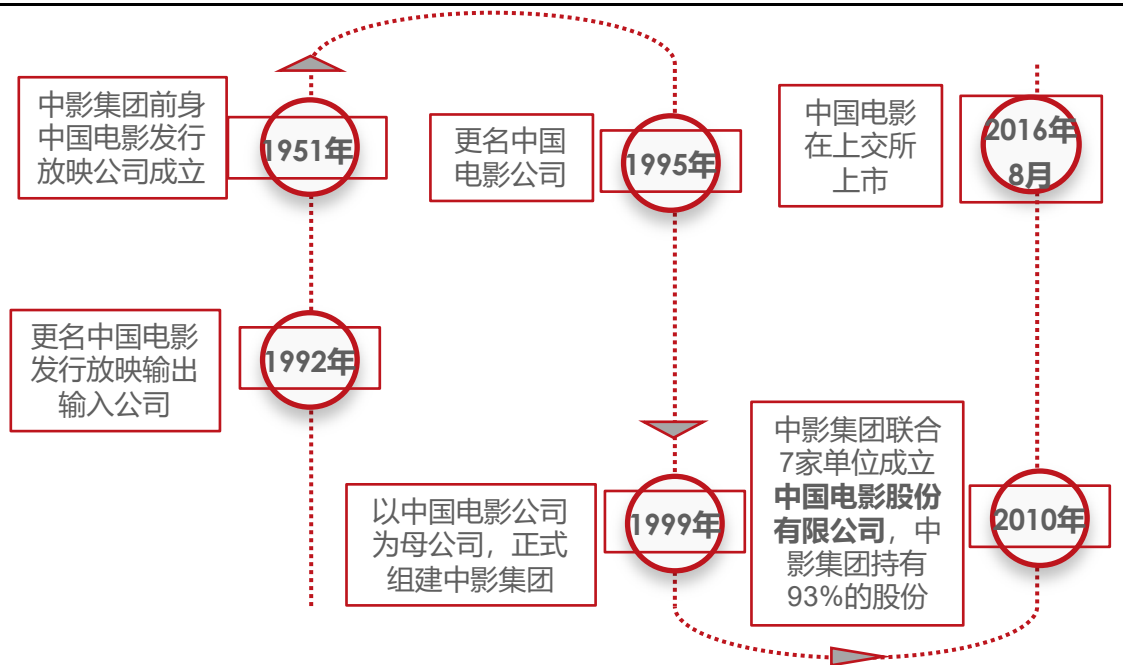 中影集团前身
中国电影发行
放映公司成立
1951年
更名中国电影
发行放映输出
输入公司
1992年
更名中国
电影公司
1995年
以中国电影公司
为母公司，正式
组建中影集团
1999年
中影集团联合
7家单位成立
中国电影股份
有限公司，中
影集团持有
93%的股份
2010年
中国电影
在上交所
上市
2016年
8月